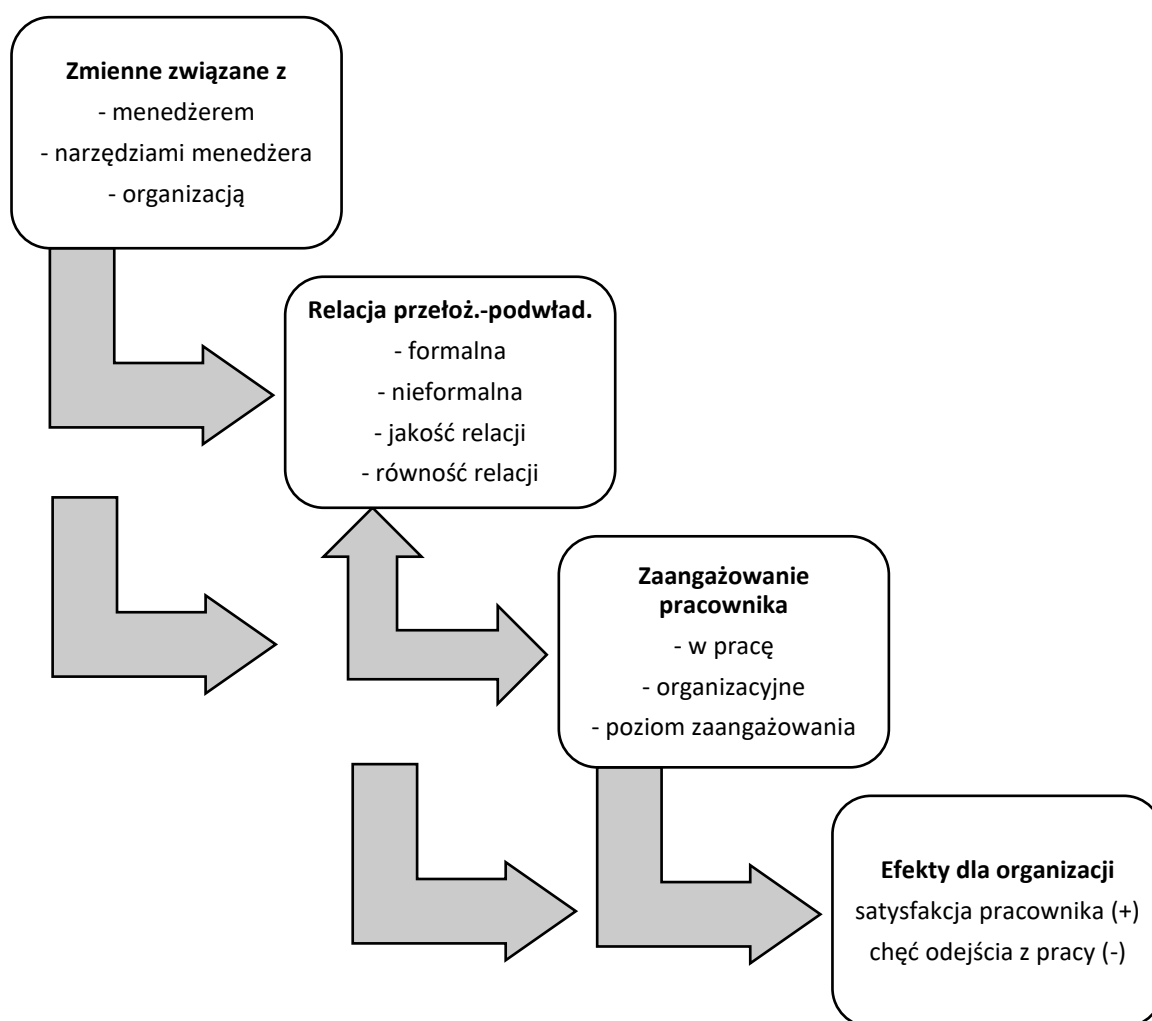 Zmienne związane z
- menedżerem
- narzędziami menedżera
- organizacją
Relacja przełoż.-podwład.
- formalna
- nieformalna
- jakość relacji
- równość relacji
Zaangażowanie
pracownika
- w pracę
- organizacyjne
- poziom zaangażowania
Efekty dla organizacji
satysfakcja pracownika (+)
chęć odejścia z pracy (-)